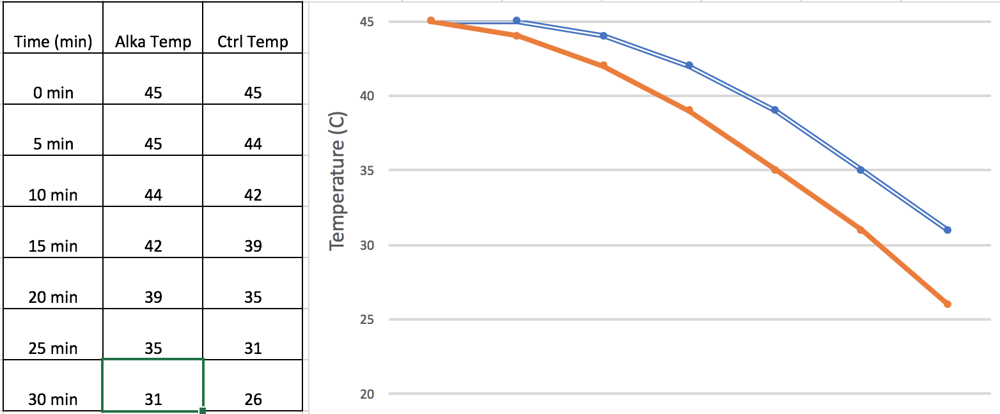 Time (min) Alka Temp Ctrl Temp
0 min 45 45
5 min 45 44
10 min 44 42
15 min 42 39
20 min 39 35
25 min 35 31
30 min 31 26
Temperature (C)
45
40
35
30
25
20